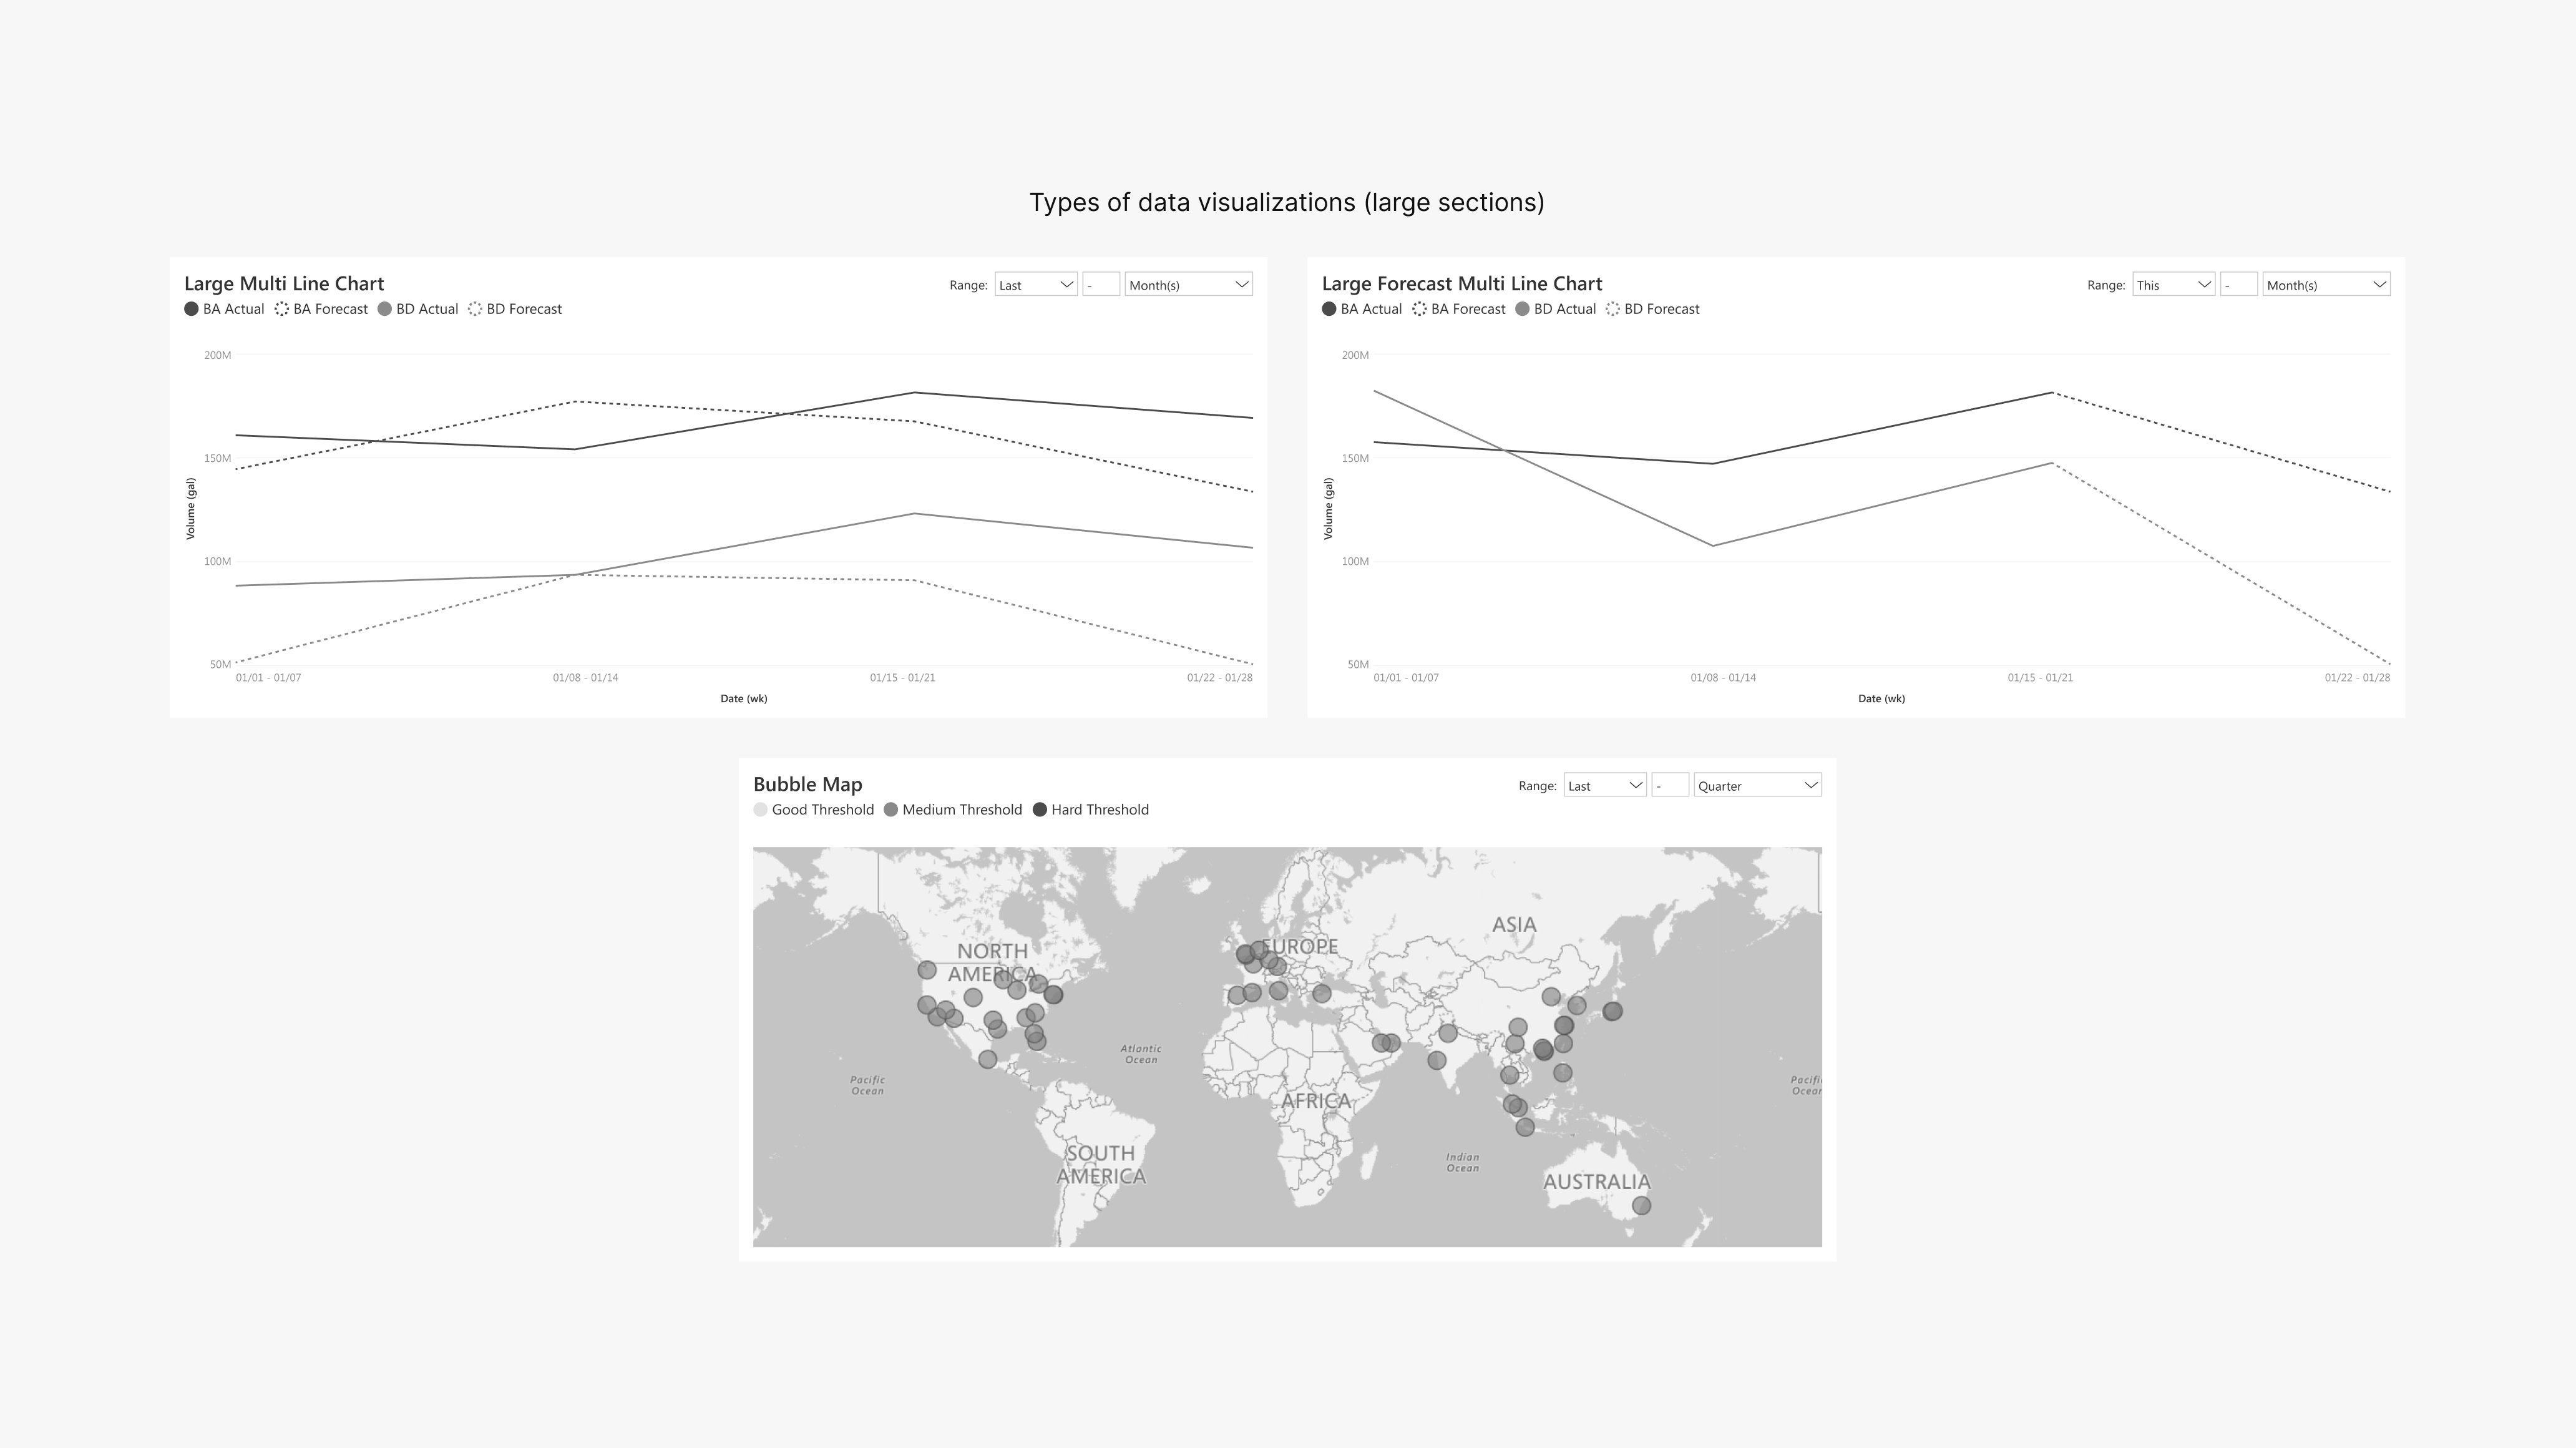 Types of data visualizations (large sections)
Large Multi Line Chart
Range: Last - Month(s)
BA Actual BA Forecast BD Actual BD Forecast
200M
150M
100M
50M
Volume (gal)
01/01 - 01/07 01/08 - 01/14 01/15 - 01/21 01/22 - 01/28
Date (wk)
Large Forecast Multi Line Chart
Range: This - Month(s)
BA Actual BA Forecast BD Actual BD Forecast
200M
150M
100M
50M
Volume (gal)
01/01 - 01/07 01/08 - 01/14 01/15 - 01/21 01/22 - 01/28
Date (wk)
Bubble Map
Range: Last - Quarter
Good Threshold Medium Threshold Hard Threshold
NORTH
AMERICA
EUROPE
ASIA
Atlantic
Ocean
Pacific
Ocean
AFRICA
Pacific
Ocean
SOUTH
AMERICA
Indian
Ocean
AUSTRALIA